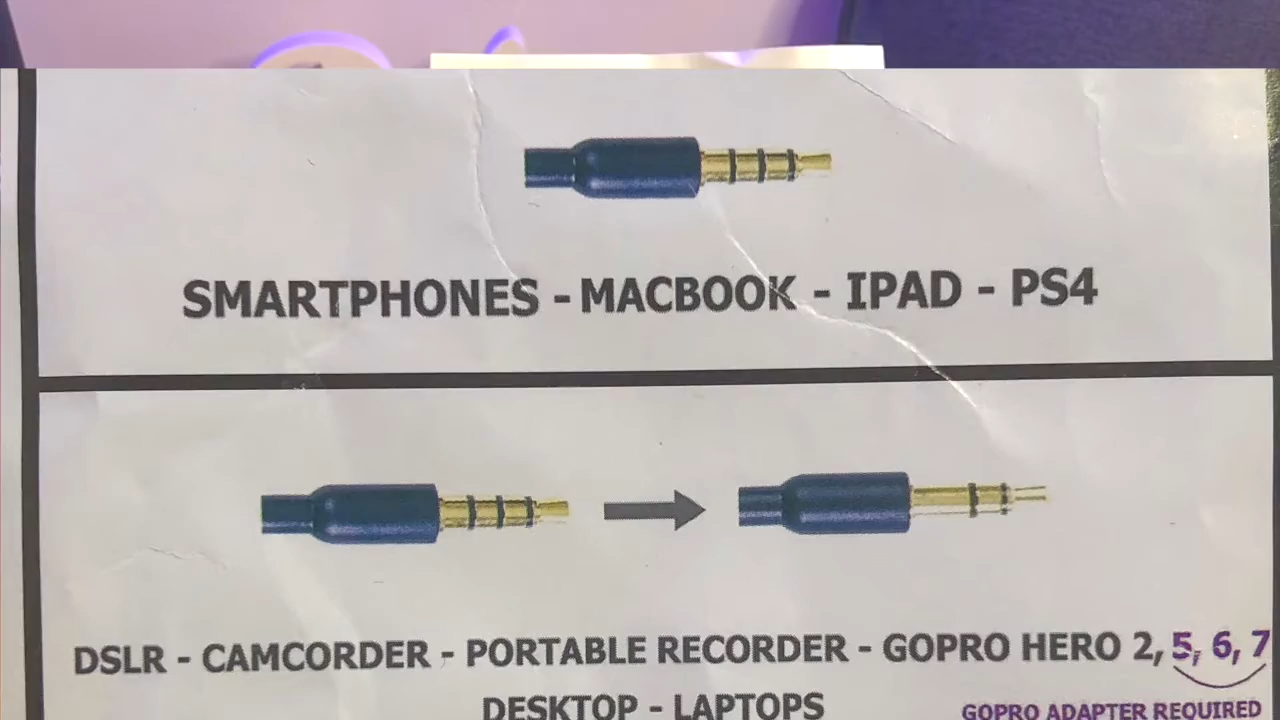 SMARTPHONES - MACBOOK - IPAD - PS4
DSLR - CAMCORDER - PORTABLE RECORDER - GOPRO HERO 2, 5, 6, 7
DESKTOP - LAPTOPS
GOPRO ADAPTER REQUIRED